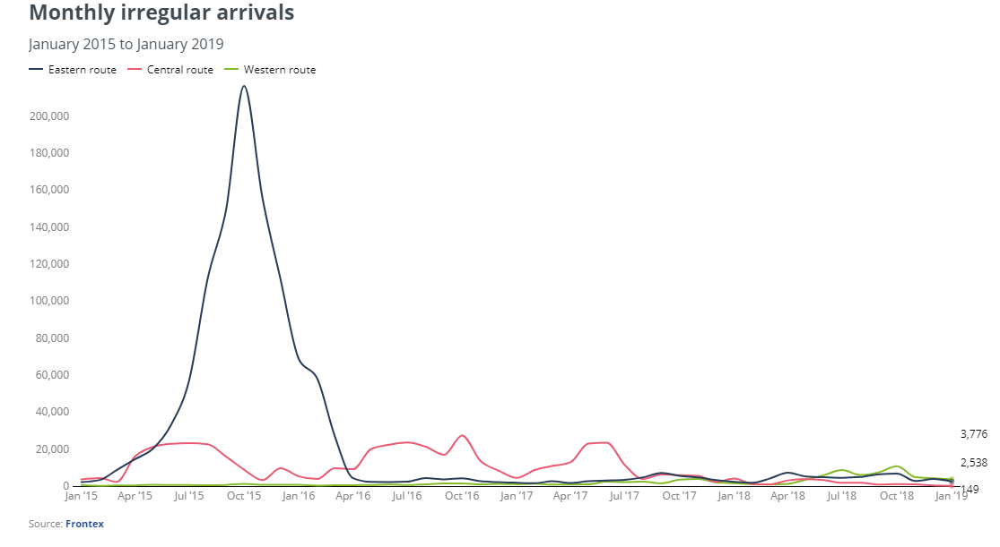 Monthly irregular arrivals
January 2015 to January 2019
Eastern route Central route Western route
200,000
180,000
160,000
140,000
120,000
100,000
80,000
60,000
40,000
20,000
0
3,776
2,538
149
Jan '15 Apr '15 Jul '15 Oct '15 Jan '16 Apr '16 Jul '16 Oct '16 Jan '17 Apr '17 Jul '17 Oct '17 Jan '18 Apr '18 Jul '18 Oct '18 Jan '19
Source: Frontex